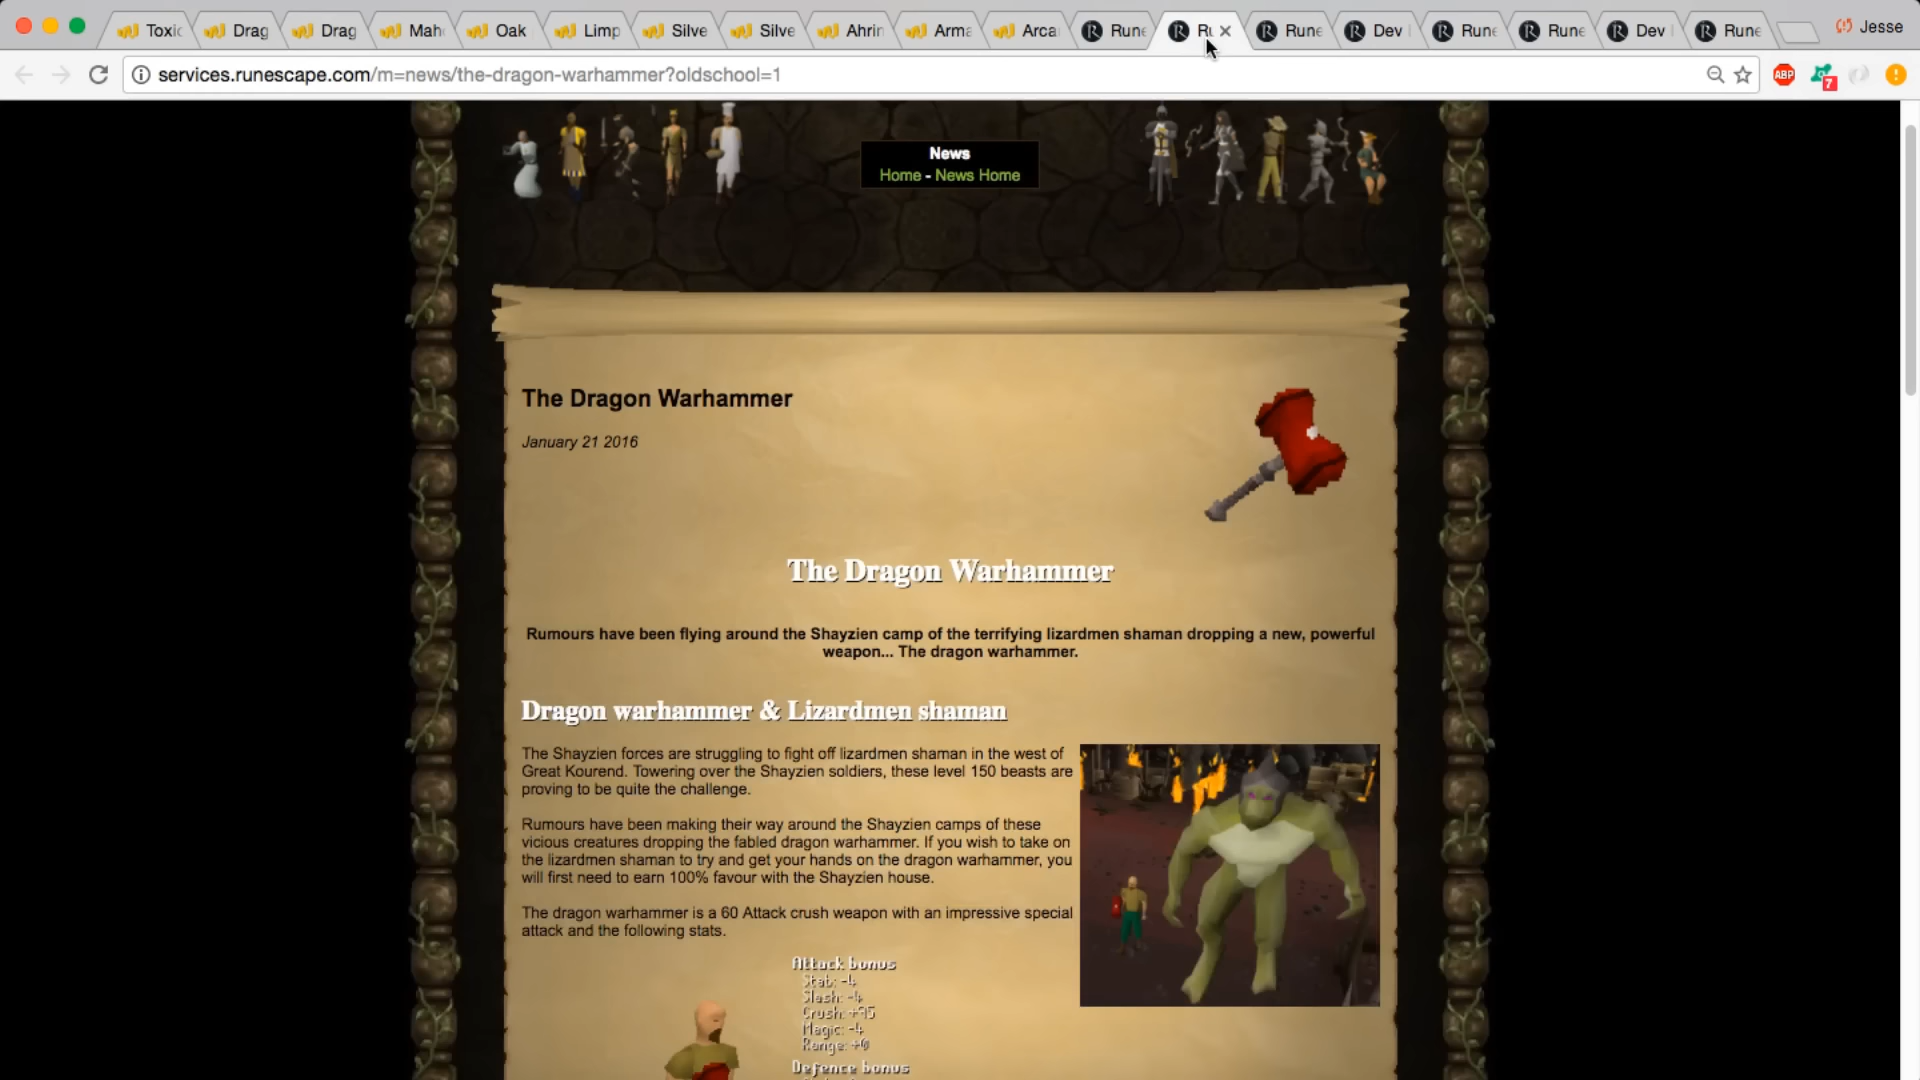 Toxic
Drag
Drag
Mah
Oak
Limp
Silve
Silve
Ahrin
Arma
Arca
Rune
Ru
Rune
Dev
Rune
Rune
Dev
Rune
Jesse
services.runescape.com/m=news/the-dragon-warhammer?oldschool=1
ABP
7
News
Home - News Home
The Dragon Warhammer
January 21 2016
The Dragon Warhammer
Rumours have been flying around the Shayzien camp of the terrifying lizardmen shaman dropping a new, powerful
weapon... The dragon warhammer.
Dragon warhammer & Lizardmen shaman
The Shayzien forces are struggling to fight off lizardmen shaman in the west of
Great Kourend. Towering over the Shayzien soldiers, these level 150 beasts are
proving to be quite the challenge.
Rumours have been making their way around the Shayzien camps of these
vicious creatures dropping the fabled dragon warhammer. If you wish to take on
the lizardmen shaman to try and get your hands on the dragon warhammer, you
will first need to earn 100% favour with the Shayzien house.
The dragon warhammer is a 60 Attack crush weapon with an impressive special
attack and the following stats.
Attack bonus
Stab: -4
Slash: -4
Crush: +95
Magic: -4
Range: +0
Defence bonus